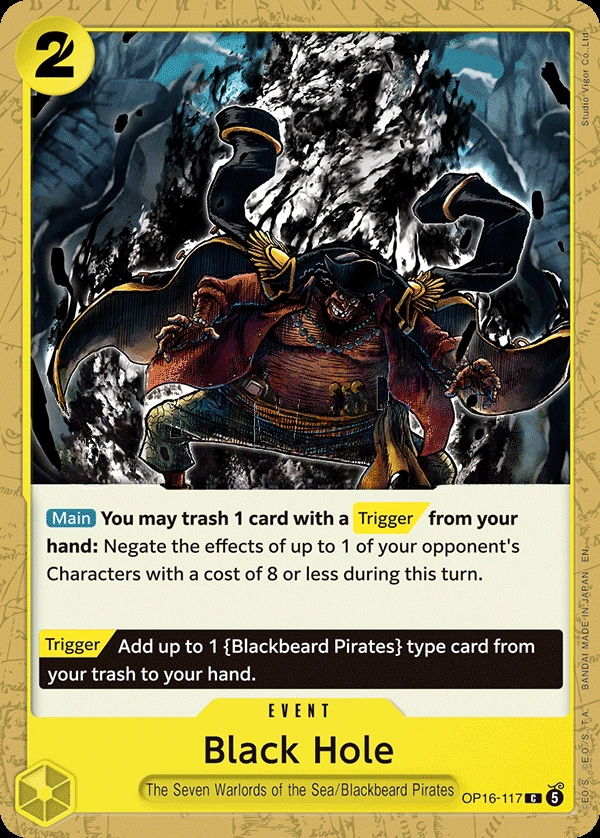 DLICHES EISMEER
2
Studio Vigor Co.,Ltd.
Main You may trash 1 card with a Trigger from your
hand: Negate the effects of up to 1 of your opponent's
Characters with a cost of 8 or less during this turn.
Trigger Add up to 1 {Blackbeard Pirates} type card from
your trash to your hand.
EVENT
Black Hole
The Seven Warlords of the Sea/Blackbeard Pirates
OP16-117 C 5
©E.O./S.,T.A. BANDAI MADE IN JAPAN EN